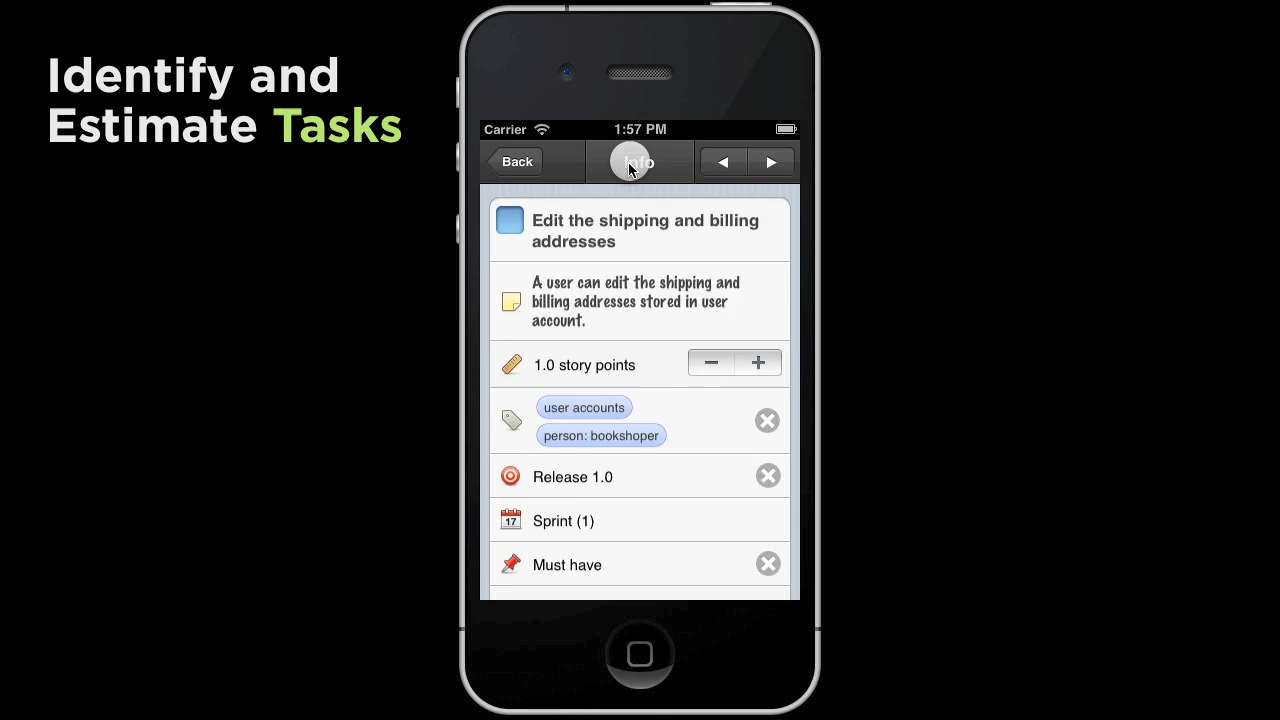 Identify and
Estimate Tasks
Carrier 1:57 PM
Back Info
Edit the shipping and billing
addresses
A user can edit the shipping and
billing addresses stored in user
account.
1.0 story points
user accounts
person: bookshoper
Release 1.0
17 Sprint (1)
Must have